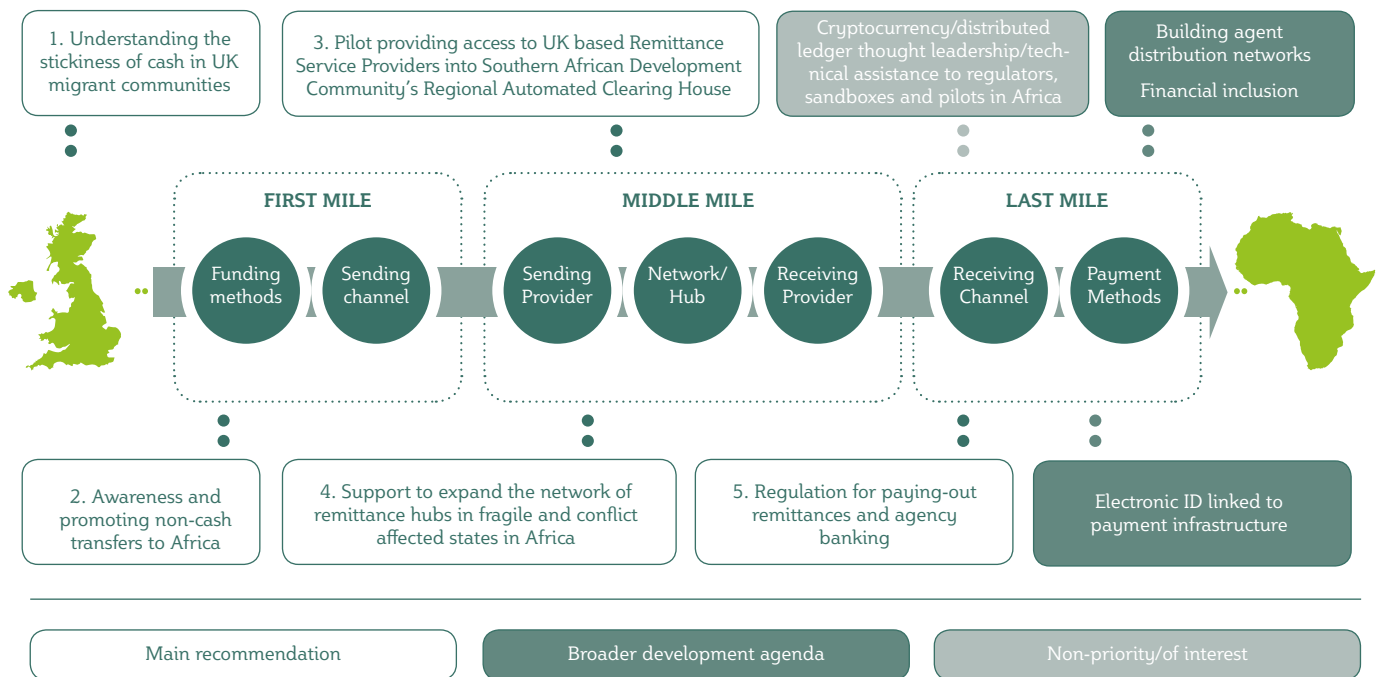 1. Understanding the
stickiness of cash in UK
migrant communities
3. Pilot providing access to UK based Remittance
Service Providers into Southern African Development
Community's Regional Automated Clearing House
Cryptocurrency/distributed
ledger thought leadership/tech-
nical assistance to regulators,
sandboxes and pilots in Africa
Building agent
distribution networks
Financial inclusion
FIRST MILE
MIDDLE MILE
LAST MILE
Funding
methods
Sending
channel
Sending
Provider
Network/
Hub
Receiving
Provider
Receiving
Channel
Payment
Methods
2. Awareness and
promoting non-cash
transfers to Africa
4. Support to expand the network of
remittance hubs in fragile and conflict
affected states in Africa
5. Regulation for paying-out
remittances and agency
banking
Electronic ID linked to
payment infrastructure
Main recommendation
Broader development agenda
Non-priority/of interest